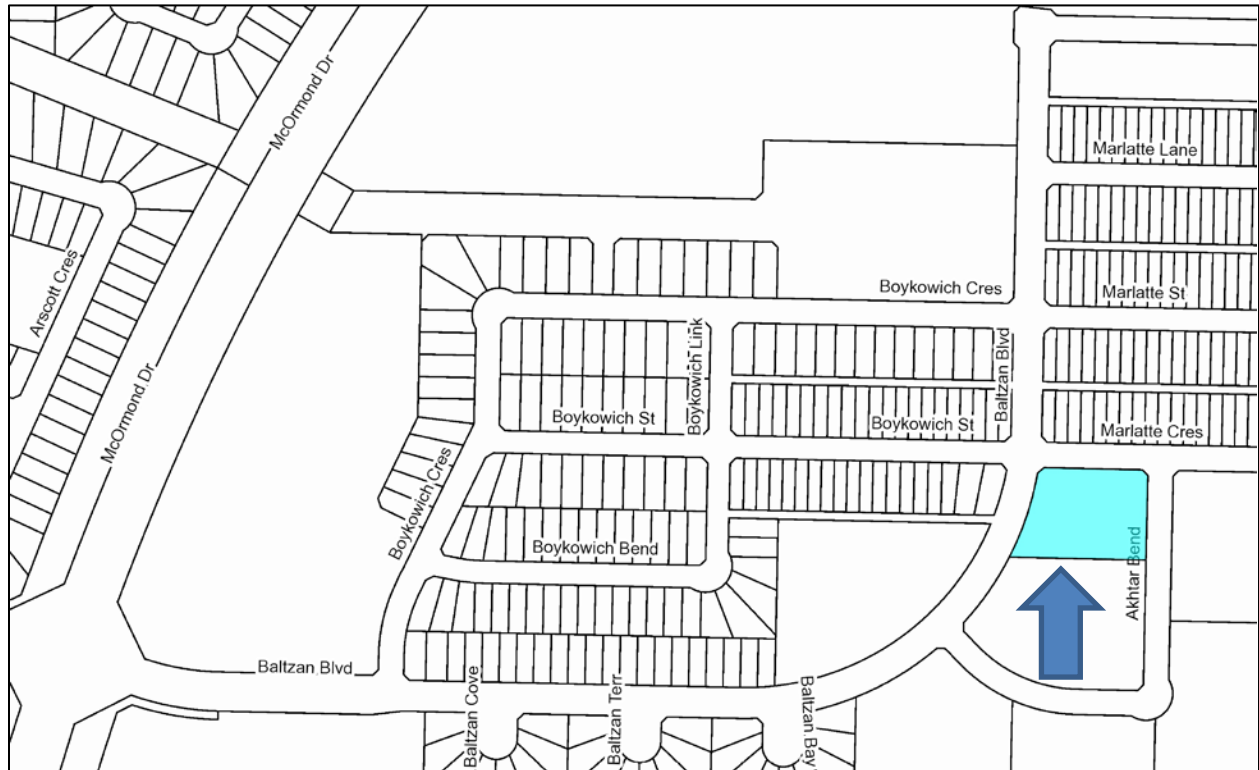 McOrmond Dr
Marlatte Lane
Arscott Cres
Boykowich Cres
Marlatte St
Boykowich Link
Baltzan Blvd
McOrmond Dr
Boykowich St
Boykowich St
Marlatte Cres
Boykowich Cres
Boykowich Bend
Akhtar Bend
Baltzan Blvd
Baltzan Cove
Baltzan Terr
Baltzan Bay